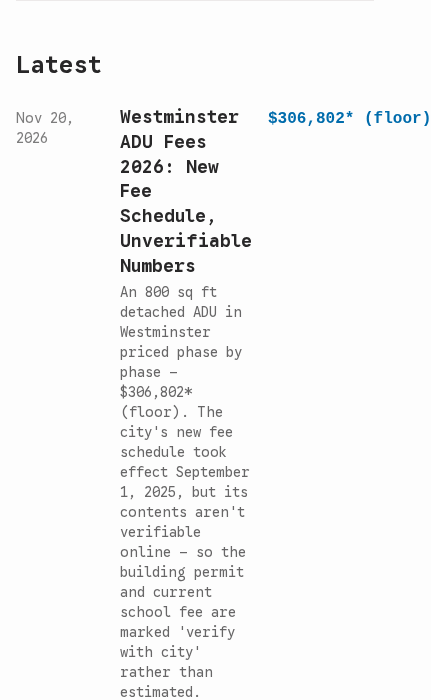 Latest
Nov 20,
2026
Westminster
ADU Fees
2026: New
Fee
Schedule,
Unverifiable
Numbers
An 800 sq ft
detached ADU in
Westminster
priced phase by
phase —
$306,802*
(floor). The
city's new fee
schedule took
effect September
1, 2025, but its
contents aren't
verifiable
online — so the
building permit
and current
school fee are
marked 'verify
with city'
rather than
estimated.
$306,802* (floor)